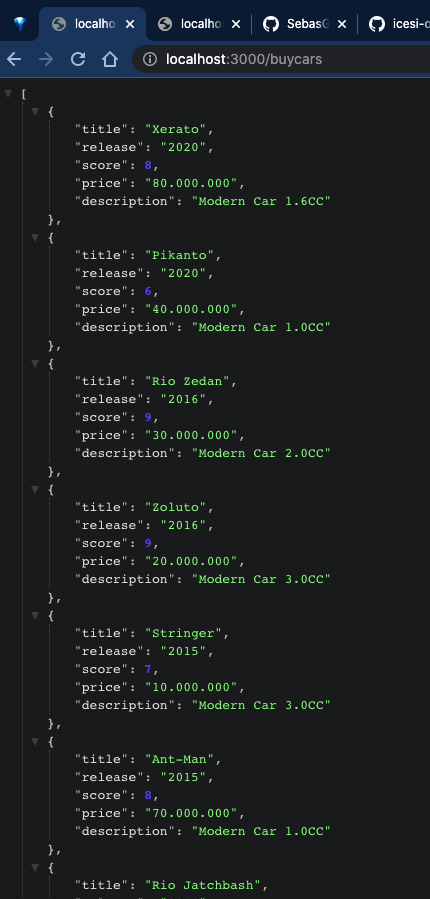 localho
localho
SebasG
icesi-
localhost:3000/buycars
[
{
"title": "Xerato",
"release": "2020",
"score": 8,
"price": "80.000.000",
"description": "Modern Car 1.6CC"
},
{
"title": "Pikanto",
"release": "2020",
"score": 6,
"price": "40.000.000",
"description": "Modern Car 1.0CC"
},
{
"title": "Rio Zedan",
"release": "2016",
"score": 9,
"price": "30.000.000",
"description": "Modern Car 2.0CC"
},
{
"title": "Zoluto",
"release": "2016",
"score": 9,
"price": "20.000.000",
"description": "Modern Car 3.0CC"
},
{
"title": "Stringer",
"release": "2015",
"score": 7,
"price": "10.000.000",
"description": "Modern Car 3.0CC"
},
{
"title": "Ant-Man",
"release": "2015",
"score": 8,
"price": "70.000.000",
"description": "Modern Car 1.0CC"
},
{
"title": "Rio Jatchbash",